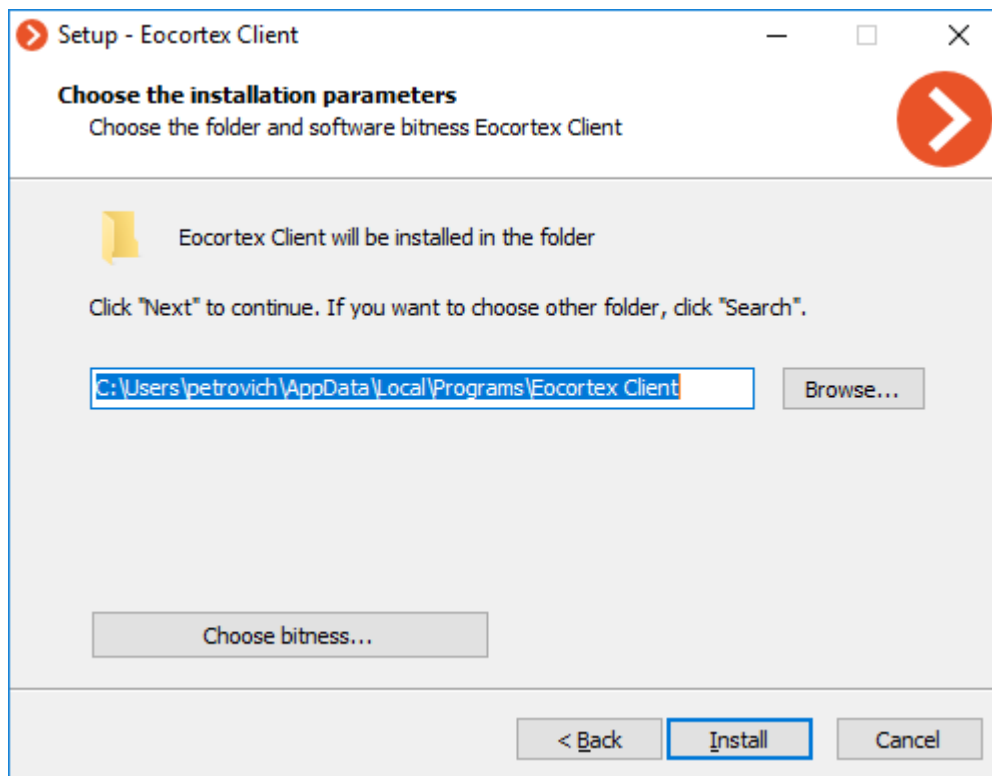 Setup - Eocortex Client
Choose the installation parameters
Choose the folder and software bitness Eocortex Client
Eocortex Client will be installed in the folder
Click "Next" to continue. If you want to choose other folder, click "Search".
C:\Users\petrovich\AppData\Local\Programs\Eocortex Client
Browse...
Choose bitness...
< Back
Install
Cancel